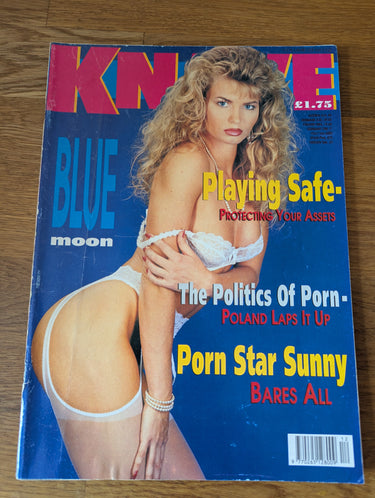 £1.75
BLUE
moon
Playing Safe-
PROTECTING YOUR ASSETS
The Politics Of Porn-
POLAND LAPS IT UP
Porn Star Sunny
BARES ALL
12